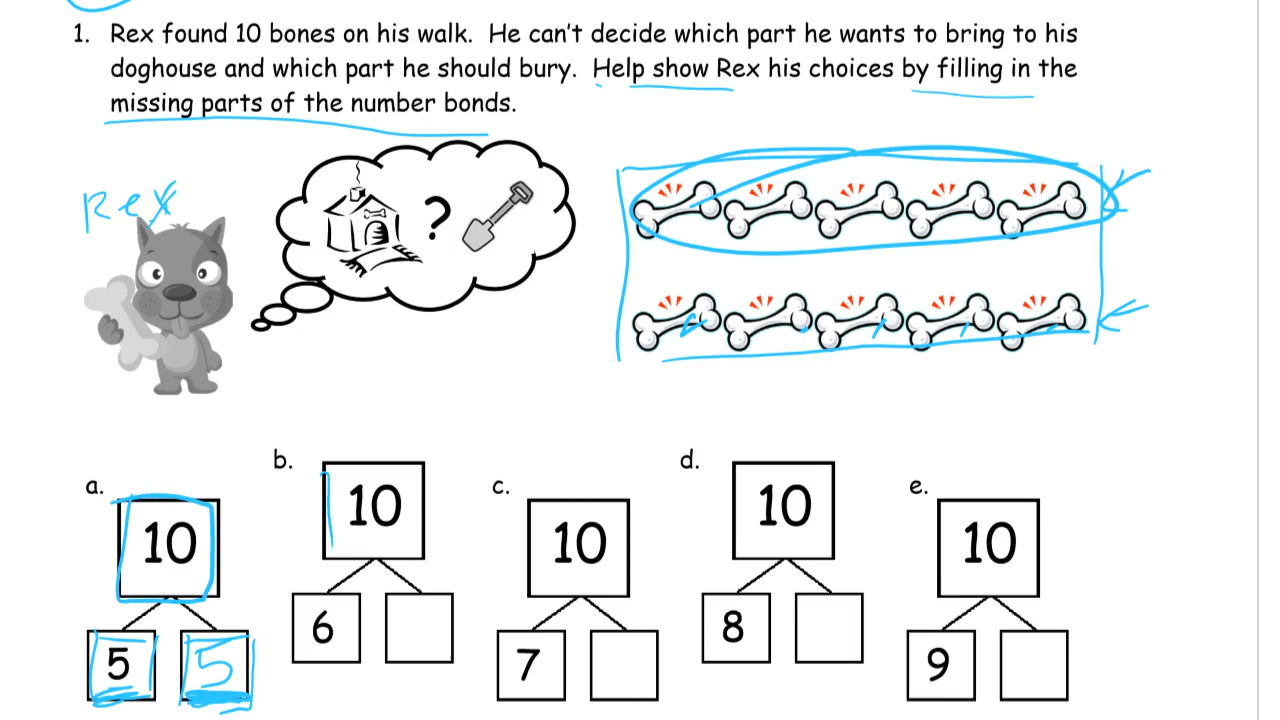 1. Rex found 10 bones on his walk. He can't decide which part he wants to bring to his
doghouse and which part he should bury. Help show Rex his choices by filling in the
missing parts of the number bonds.
Rex
?
a.
10
5 5
b.
10
6
c.
10
7
d.
10
8
e.
10
9